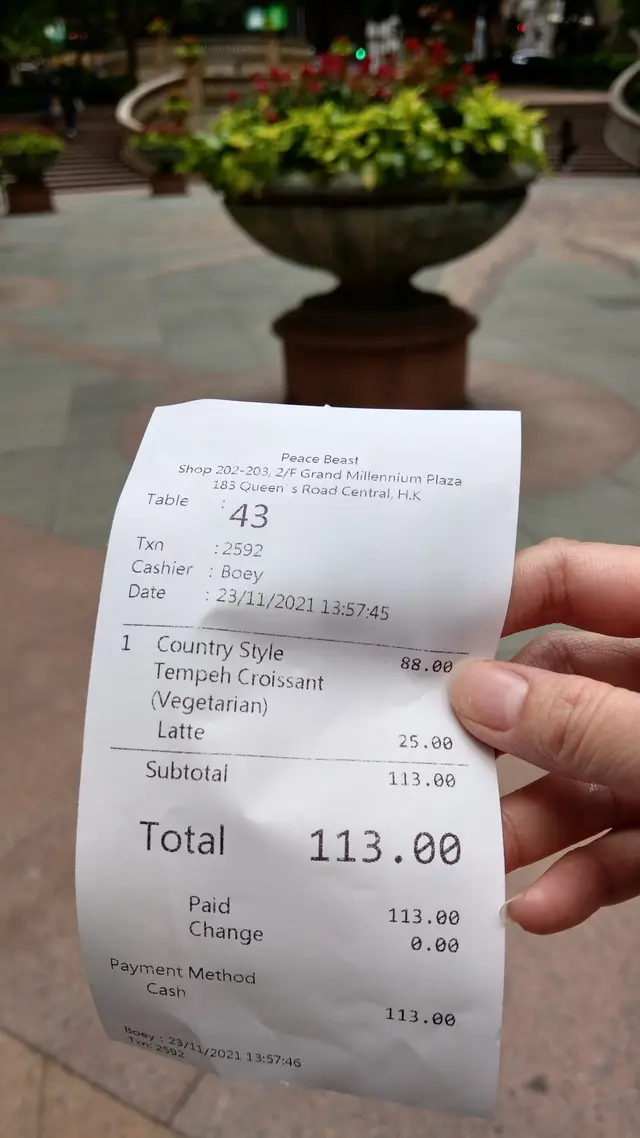 Peace Beast
Shop 202-203, 2/F Grand Millennium Plaza
183 Queen's Road Central, H.K
Table : 43
Txn : 2592
Cashier : Boey
Date : 23/11/2021 13:57:45
1 Country Style 88.00
Tempeh Croissant
(Vegetarian)
Latte 25.00
Subtotal 113.00
Total 113.00
Paid 113.00
Change 0.00
Payment Method
Cash 113.00
Boey : 23/11/2021 13:57:46
Txn: 2592